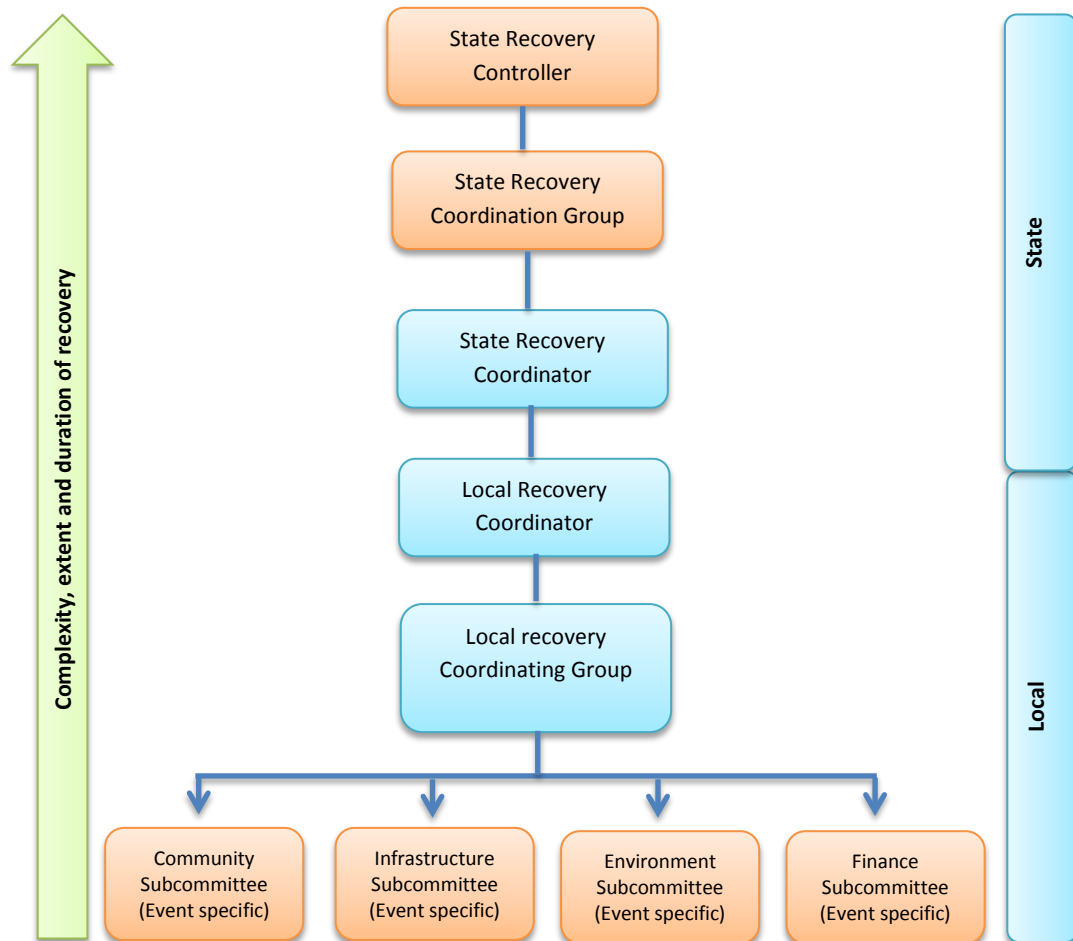 State Recovery
Controller
State Recovery
Coordination Group
State Recovery
Coordinator
Local Recovery
Coordinator
Local recovery
Coordinating Group
Community
Subcommittee
(Event specific)
Infrastructure
Subcommittee
(Event specific)
Environment
Subcommittee
(Event specific)
Finance
Subcommittee
(Event specific)
Complexity, extent and duration of recovery
State
Local